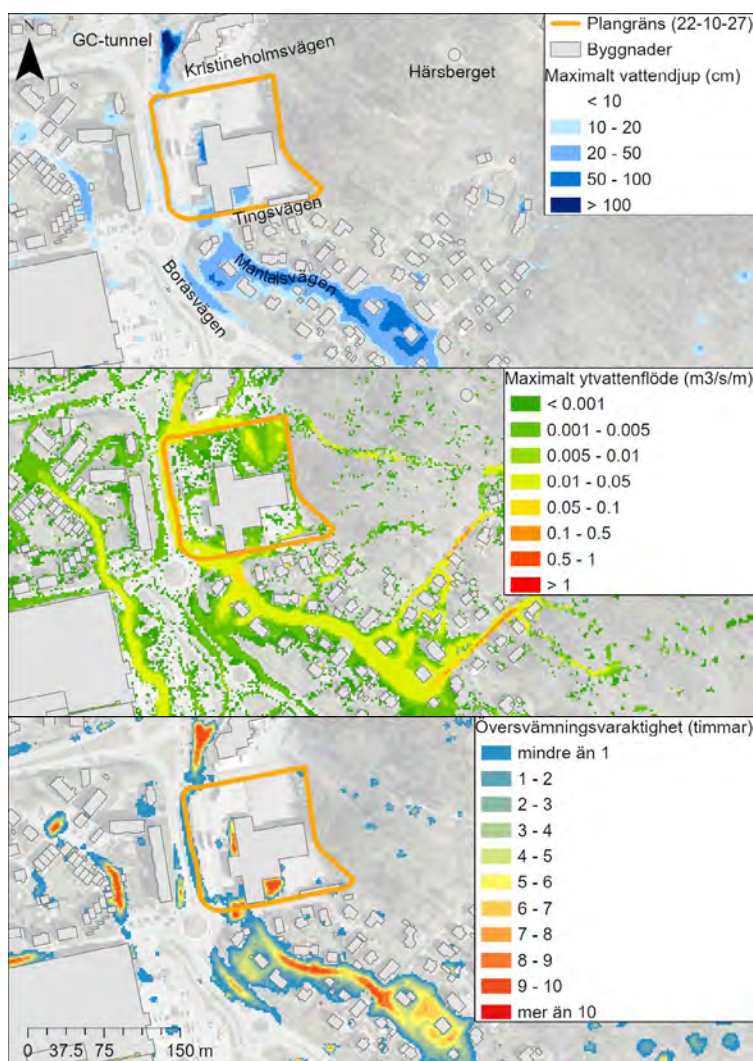 N
GC-tunnel
Kristineholmsvägen
Härsberget
Tingsvägen
Mantalsvägen
Boråsvägen
Plangräns (22-10-27)
Byggnader
Maximalt vattendjup (cm)
< 10
10 - 20
20 - 50
50 - 100
> 100
Maximalt ytvattenflöde (m3/s/m)
< 0.001
0.001 - 0.005
0.005 - 0.01
0.01 - 0.05
0.05 - 0.1
0.1 - 0.5
0.5 - 1
> 1
Översvämningsvaraktighet (timmar)
mindre än 1
1 - 2
2 - 3
3 - 4
4 - 5
5 - 6
6 - 7
7 - 8
8 - 9
9 - 10
mer än 10
0 37.5 75 150 m